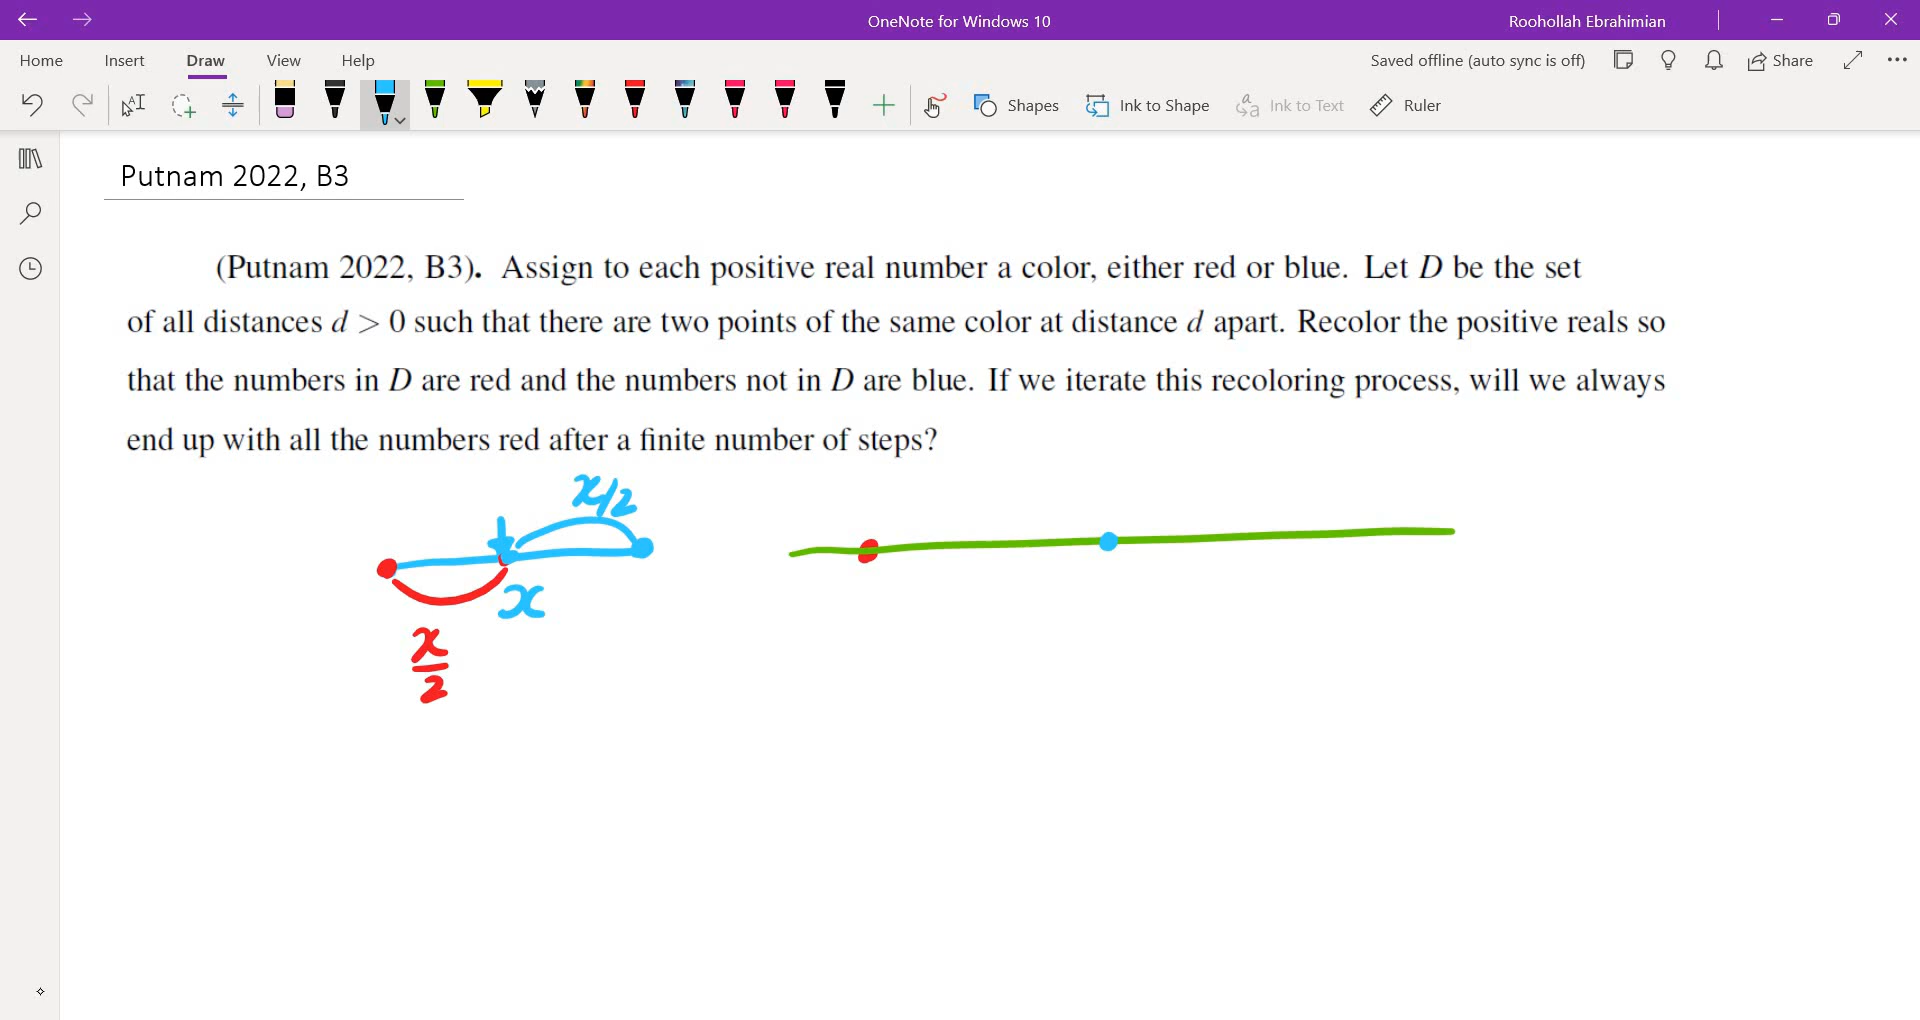 OneNote for Windows 10
Roohollah Ebrahimian
Home Insert Draw View Help
Saved offline (auto sync is off) Share
Shapes Ink to Shape Ink to Text Ruler
Putnam 2022, B3
(Putnam 2022, B3). Assign to each positive real number a color, either red or blue. Let D be the set
of all distances d > 0 such that there are two points of the same color at distance d apart. Recolor the positive reals so
that the numbers in D are red and the numbers not in D are blue. If we iterate this recoloring process, will we always
end up with all the numbers red after a finite number of steps?
x/2
x
x/2